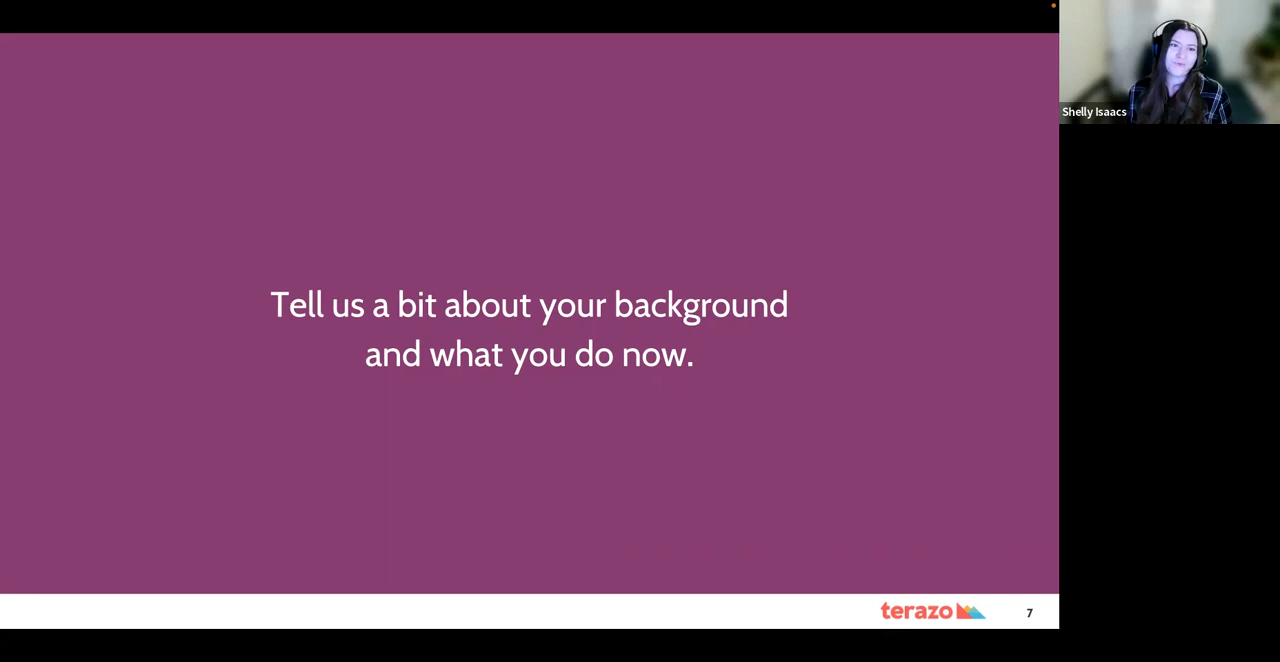 Shelly Isaacs
Tell us a bit about your background
and what you do now.
terazo
7